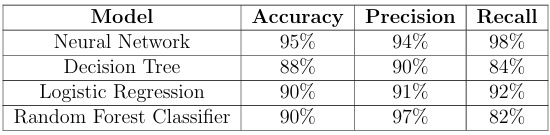 Model Accuracy Precision Recall
Neural Network 95% 94% 98%
Decision Tree 88% 90% 84%
Logistic Regression 90% 91% 92%
Random Forest Classifier 90% 97% 82%